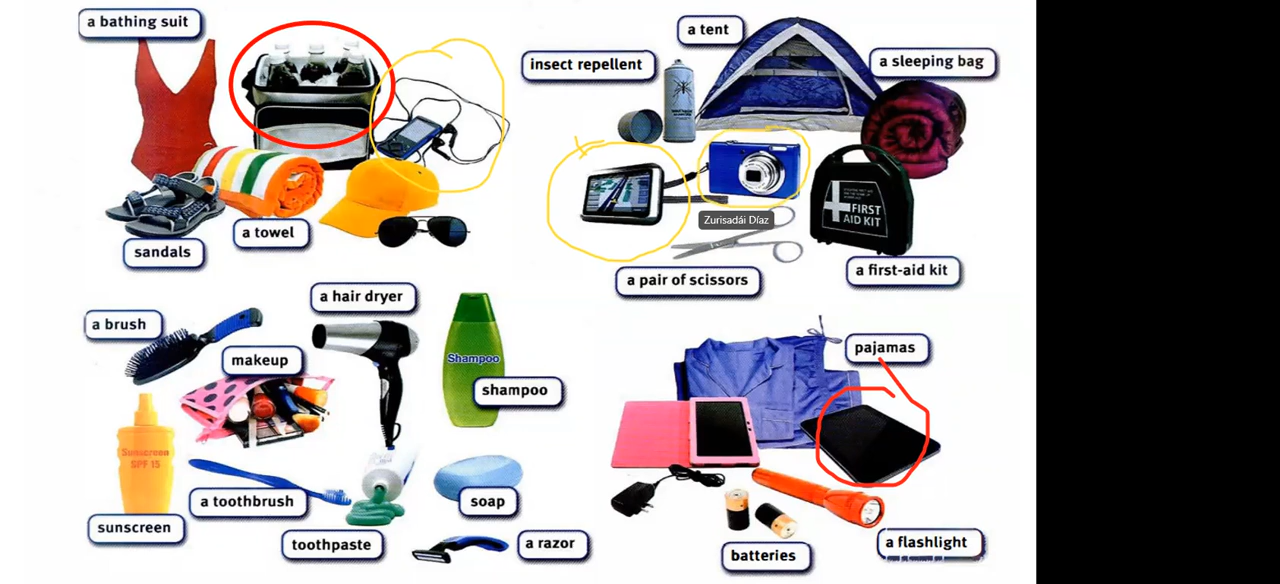 a bathing suit
sandals
a towel
insect repellent
a tent
a sleeping bag
FIRST
AID KIT
Zurisadái Díaz
a pair of scissors
a first-aid kit
a brush
a hair dryer
makeup
Shampoo
shampoo
Sunscreen
SPF 15
sunscreen
a toothbrush
toothpaste
soap
a razor
pajamas
batteries
a flashlight